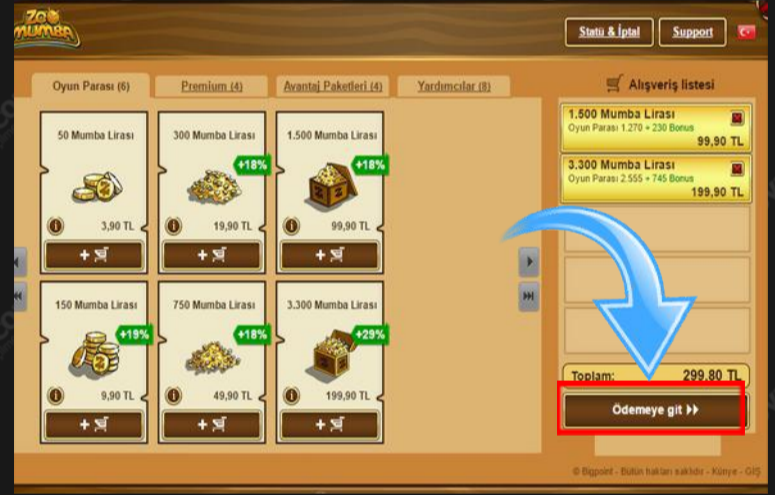 ZOO
MUMBA
Statü & İptal
Support
Oyun Parası (6)
Premium (4)
Avantaj Paketleri (4)
Yardımcılar (8)
Alışveriş listesi
50 Mumba Lirası
3,90 TL
300 Mumba Lirası
+18%
19,90 TL
1.500 Mumba Lirası
+18%
99,90 TL
150 Mumba Lirası
+19%
9,90 TL
750 Mumba Lirası
+18%
49,90 TL
3.300 Mumba Lirası
+29%
199,90 TL
1.500 Mumba Lirası
Oyun Parası 1.270 + 230 Bonus
99,90 TL
3.300 Mumba Lirası
Oyun Parası 2.555 + 745 Bonus
199,90 TL
Toplam: 299.80 TL
Ödemeye git
© Bigpoint - Bütün hakları saklıdır - Künye - GİŞ